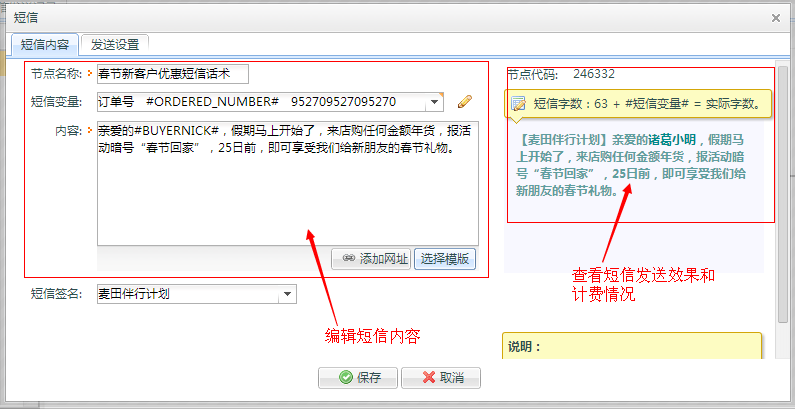 短信
短信内容 发送设置
节点名称: 春节新客户优惠短信话术
短信变量: 订单号 #ORDERED_NUMBER# 952709527095270
内容: 亲爱的#BUYERNICK#，假期马上开始了，来店购任何金额年货，报活
动暗号“春节回家”，25日前，即可享受我们给新朋友的春节礼物。
添加网址 选择模版
短信签名: 麦田伴行计划
编辑短信内容
节点代码: 246332
短信字数：63 + #短信变量# = 实际字数。
【麦田伴行计划】亲爱的诸葛小明，假期马
上开始了，来店购任何金额年货，报活动暗
号“春节回家”，25日前，即可享受我们给
新朋友的春节礼物。
查看短信发送效果和
计费情况
说明：
保存 取消